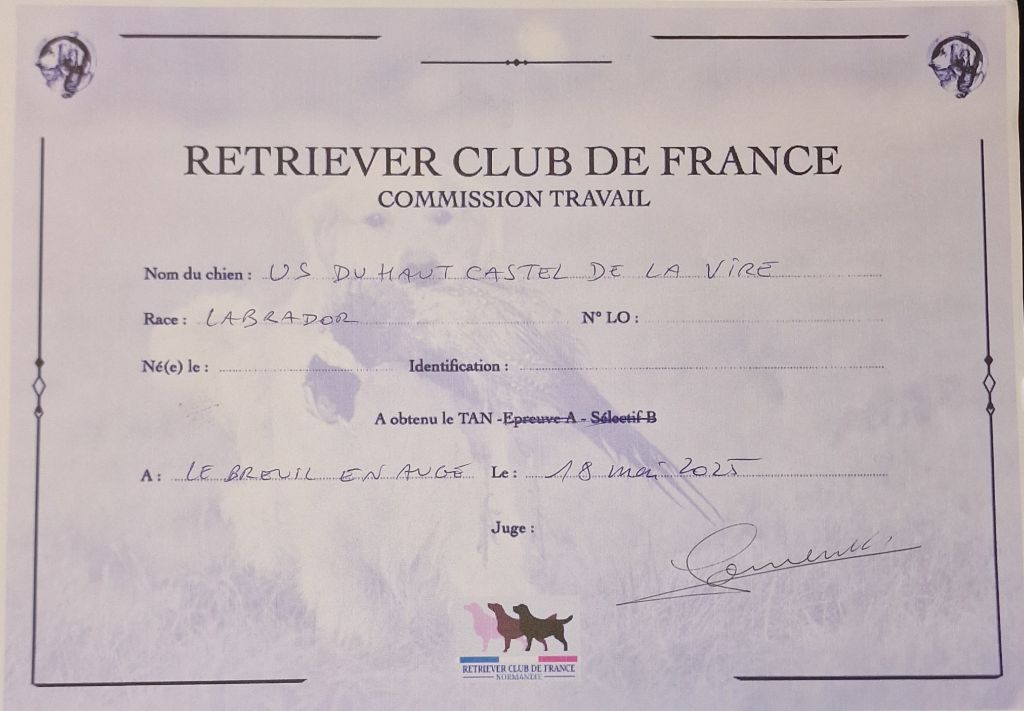 RETRIEVER CLUB DE FRANCE
COMMISSION TRAVAIL
Nom du chien : US DU HAUT CASTEL DE LA VIRE
Race : LABRADOR N° LO :
Né(e) le : Identification :
A obtenu le TAN -Epreuve A - Sélectif B
A : LE BREUIL EN AUGE Le : 18 mai 2025
Juge :
RETRIEVER CLUB DE FRANCE
NORMANDIE